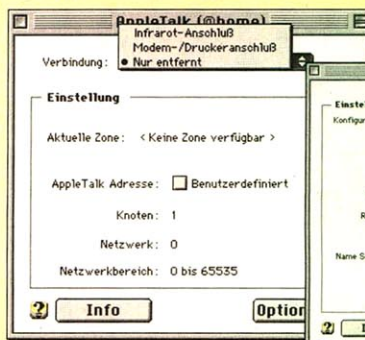 AppleTalk (@home)
Infrarot-Anschluß
Modem-/Druckeranschluß
Verbindung: • Nur entfernt
Einstellung
Aktuelle Zone: < Keine Zone verfügbar >
AppleTalk Adresse: Benutzerdefiniert
Knoten: 1
Netzwerk: 0
Netzwerkbereich: 0 bis 65535
? Info Option
Einste
Konfigur
R
Name S
?